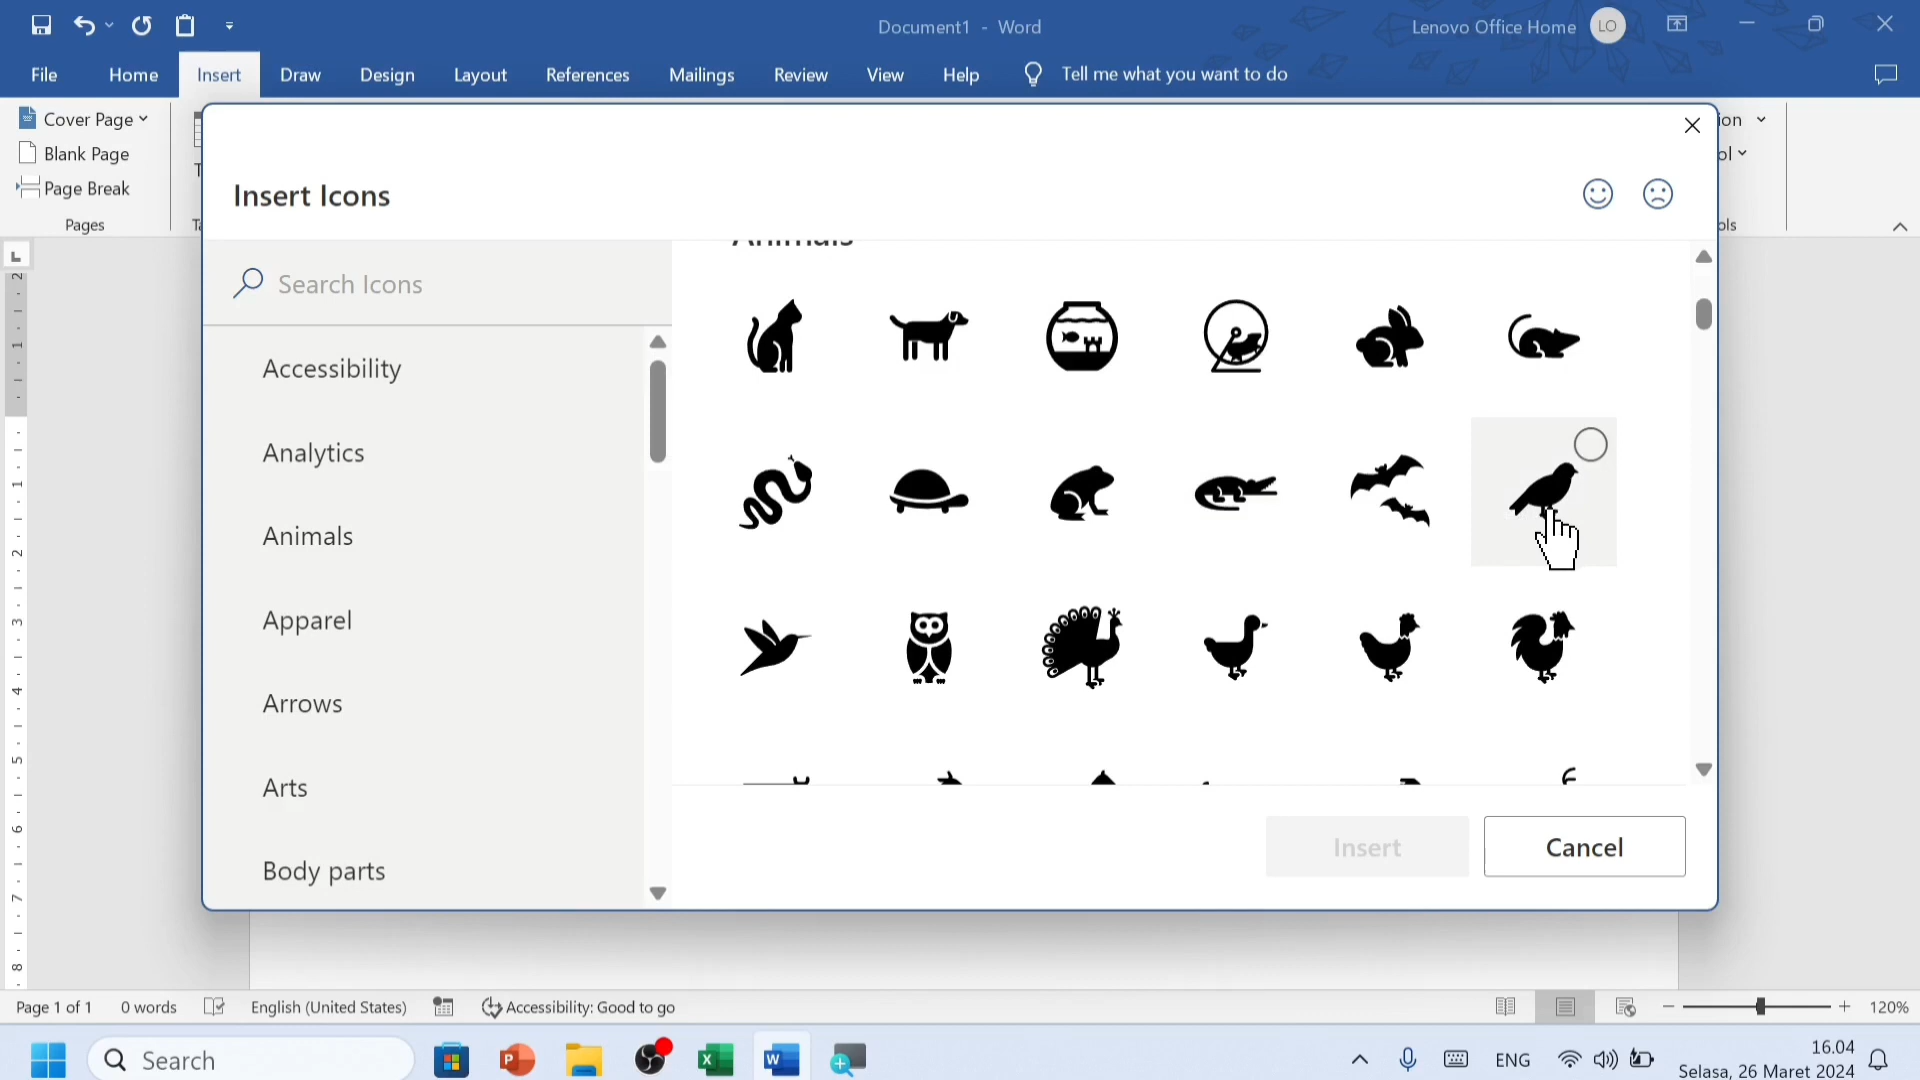 Document1 - Word
Lenovo Office Home LO
File Home Insert Draw Design Layout References Mailings Review View Help Tell me what you want to do
Cover Page
Blank Page
Page Break
Pages
Insert Icons
Search Icons
Accessibility
Analytics
Animals
Apparel
Arrows
Arts
Body parts
Animals
Insert Cancel
Page 1 of 1 0 words English (United States) Accessibility: Good to go 120%
Search
ENG
16.04
Selasa, 26 Maret 2024